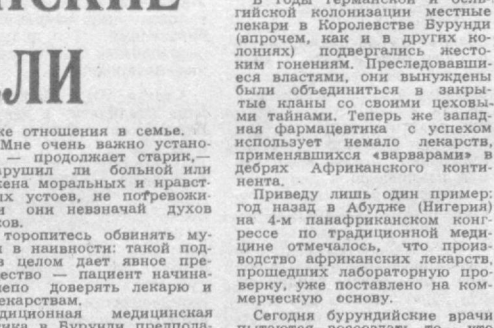 ЛИ
же отношения в семье.
Мне очень важно устано-
— продолжает старик,—
арушил ли больной или
жена моральных и нравст-
х устоев, не потревожи-
и они невзначай духов
ков.
торопитесь обвинять му-
в наивности: такой под-
в целом дает явное пре-
ество — пациент начина-
лепо доверять лекарю и
лекарствам.
адиционная медицинская
тика в Бурунди предпола-
В годы германской и бель-
гийской колонизации местные
лекари в Королевстве Бурунди
(впрочем, как и в других ко-
лониях) подвергались жесто-
ким гонениям. Преследовавши-
еся властями, они вынуждены
были объединиться в закры-
тые кланы со своими цеховы-
ми тайнами. Теперь же запад-
ная фармацевтика с успехом
использует немало лекарств,
применявшихся «варварами» в
дебрях Африканского конти-
нента.
Приведу лишь один пример:
год назад в Абудже (Нигерия)
на 4-м панафриканском конг-
рессе по традиционной меди-
цине отмечалось, что произ-
водство африканских лекарств,
прошедших лабораторную про-
верку, уже поставлено на ком-
мерческую основу.
Сегодня бурундийские врачи